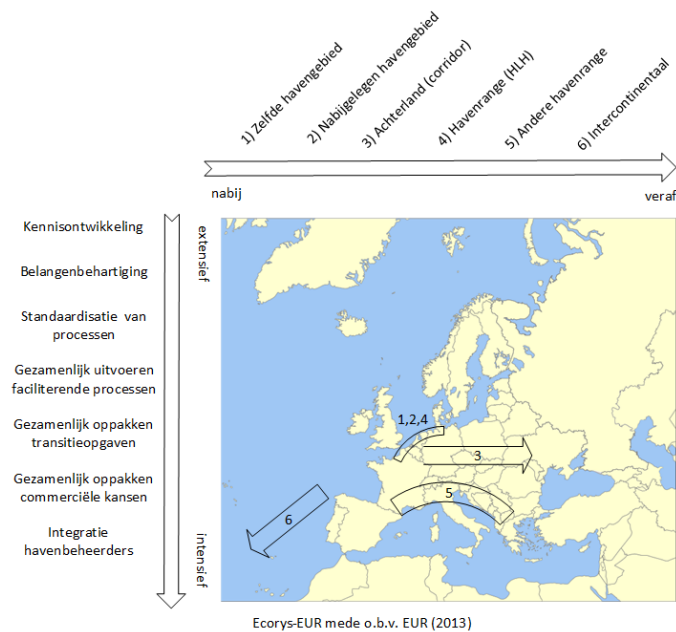 1) Zelfde havengebied
2) Nabijgelegen havengebied
3) Achterland (corridor)
4) Havenrange (HLH)
5) Andere havenrange
6) Intercontinentaal
nabij
veraf
Kennisontwikkeling
Belangenbehartiging
Standaardisatie van
processen
Gezamenlijk uitvoeren
faciliterende processen
Gezamenlijk oppakken
transitieopgaven
Gezamenlijk oppakken
commerciële kansen
Integratie
havenbeheerders
extensief
intensief
1,2,4
3
5
6
Ecorys-EUR mede o.b.v. EUR (2013)